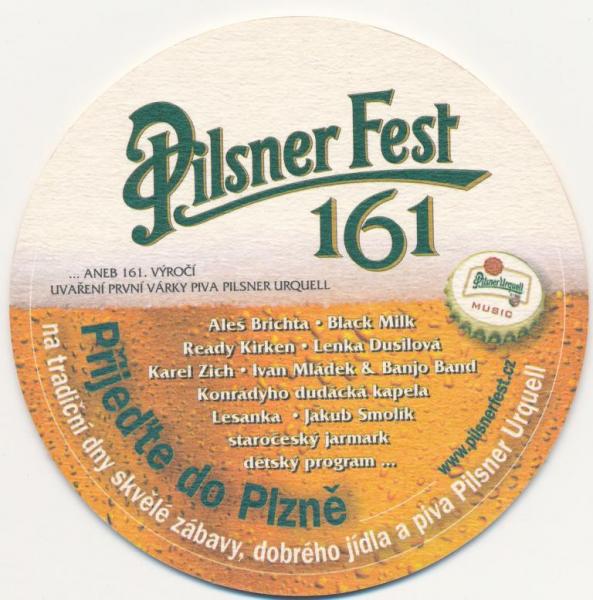 Pilsner Fest
161
... ANEB 161. VÝROČÍ
UVAŘENÍ PRVNÍ VÁRKY PIVA PILSNER URQUELL
Pilsner Urquell
MUSIC
Aleš Brichta • Black Milk
Ready Kirken • Lenka Dusilová
Karel Zich • Ivan Mládek & Banjo Band
Konrádyho dudácká kapela
Lesanka • Jakub Smolík
staročeský jarmark
dětský program ...
www.pilsnerfest.cz
Přijeďte do Plzně
na tradiční dny skvělé zábavy, dobrého jídla a piva Pilsner Urquell